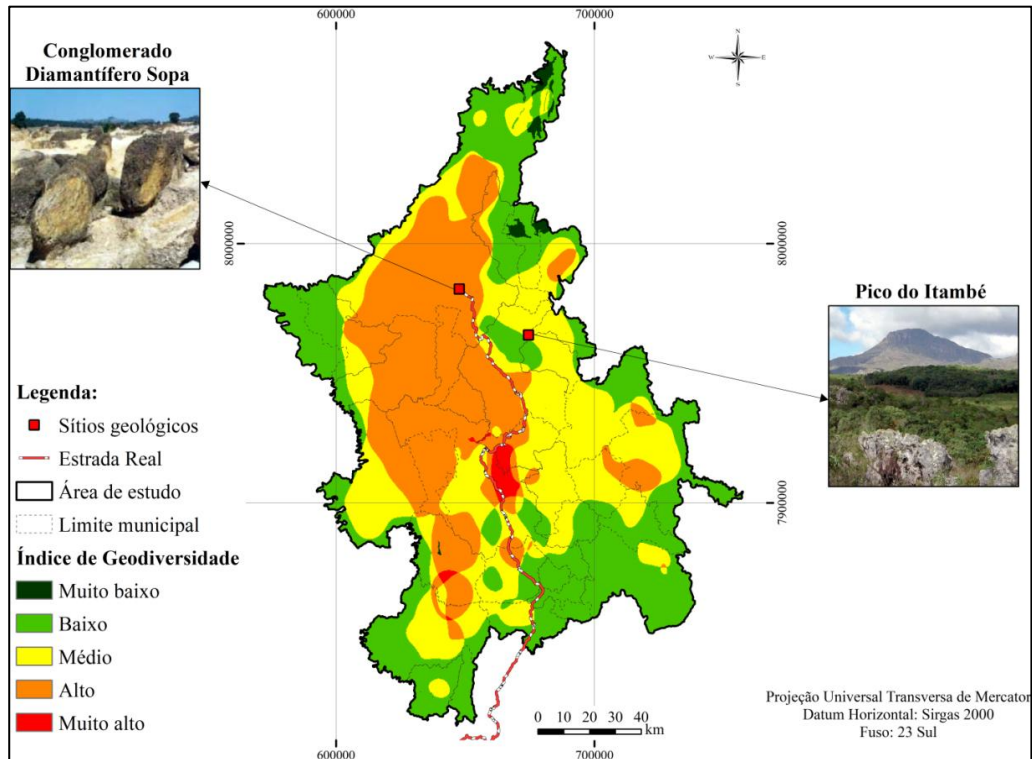 600000
700000
Conglomerado
Diamantífero Sopa
N
W
E
S
8000000
8000000
Pico do Itambé
Legenda:
Sítios geológicos
Estrada Real
Área de estudo
Limite municipal
7900000
7900000
Índice de Geodiversidade
Muito baixo
Baixo
Médio
Alto
Muito alto
0 10 20 30 40
km
Projeção Universal Transversa de Mercator
Datum Horizontal: Sirgas 2000
Fuso: 23 Sul
600000
700000